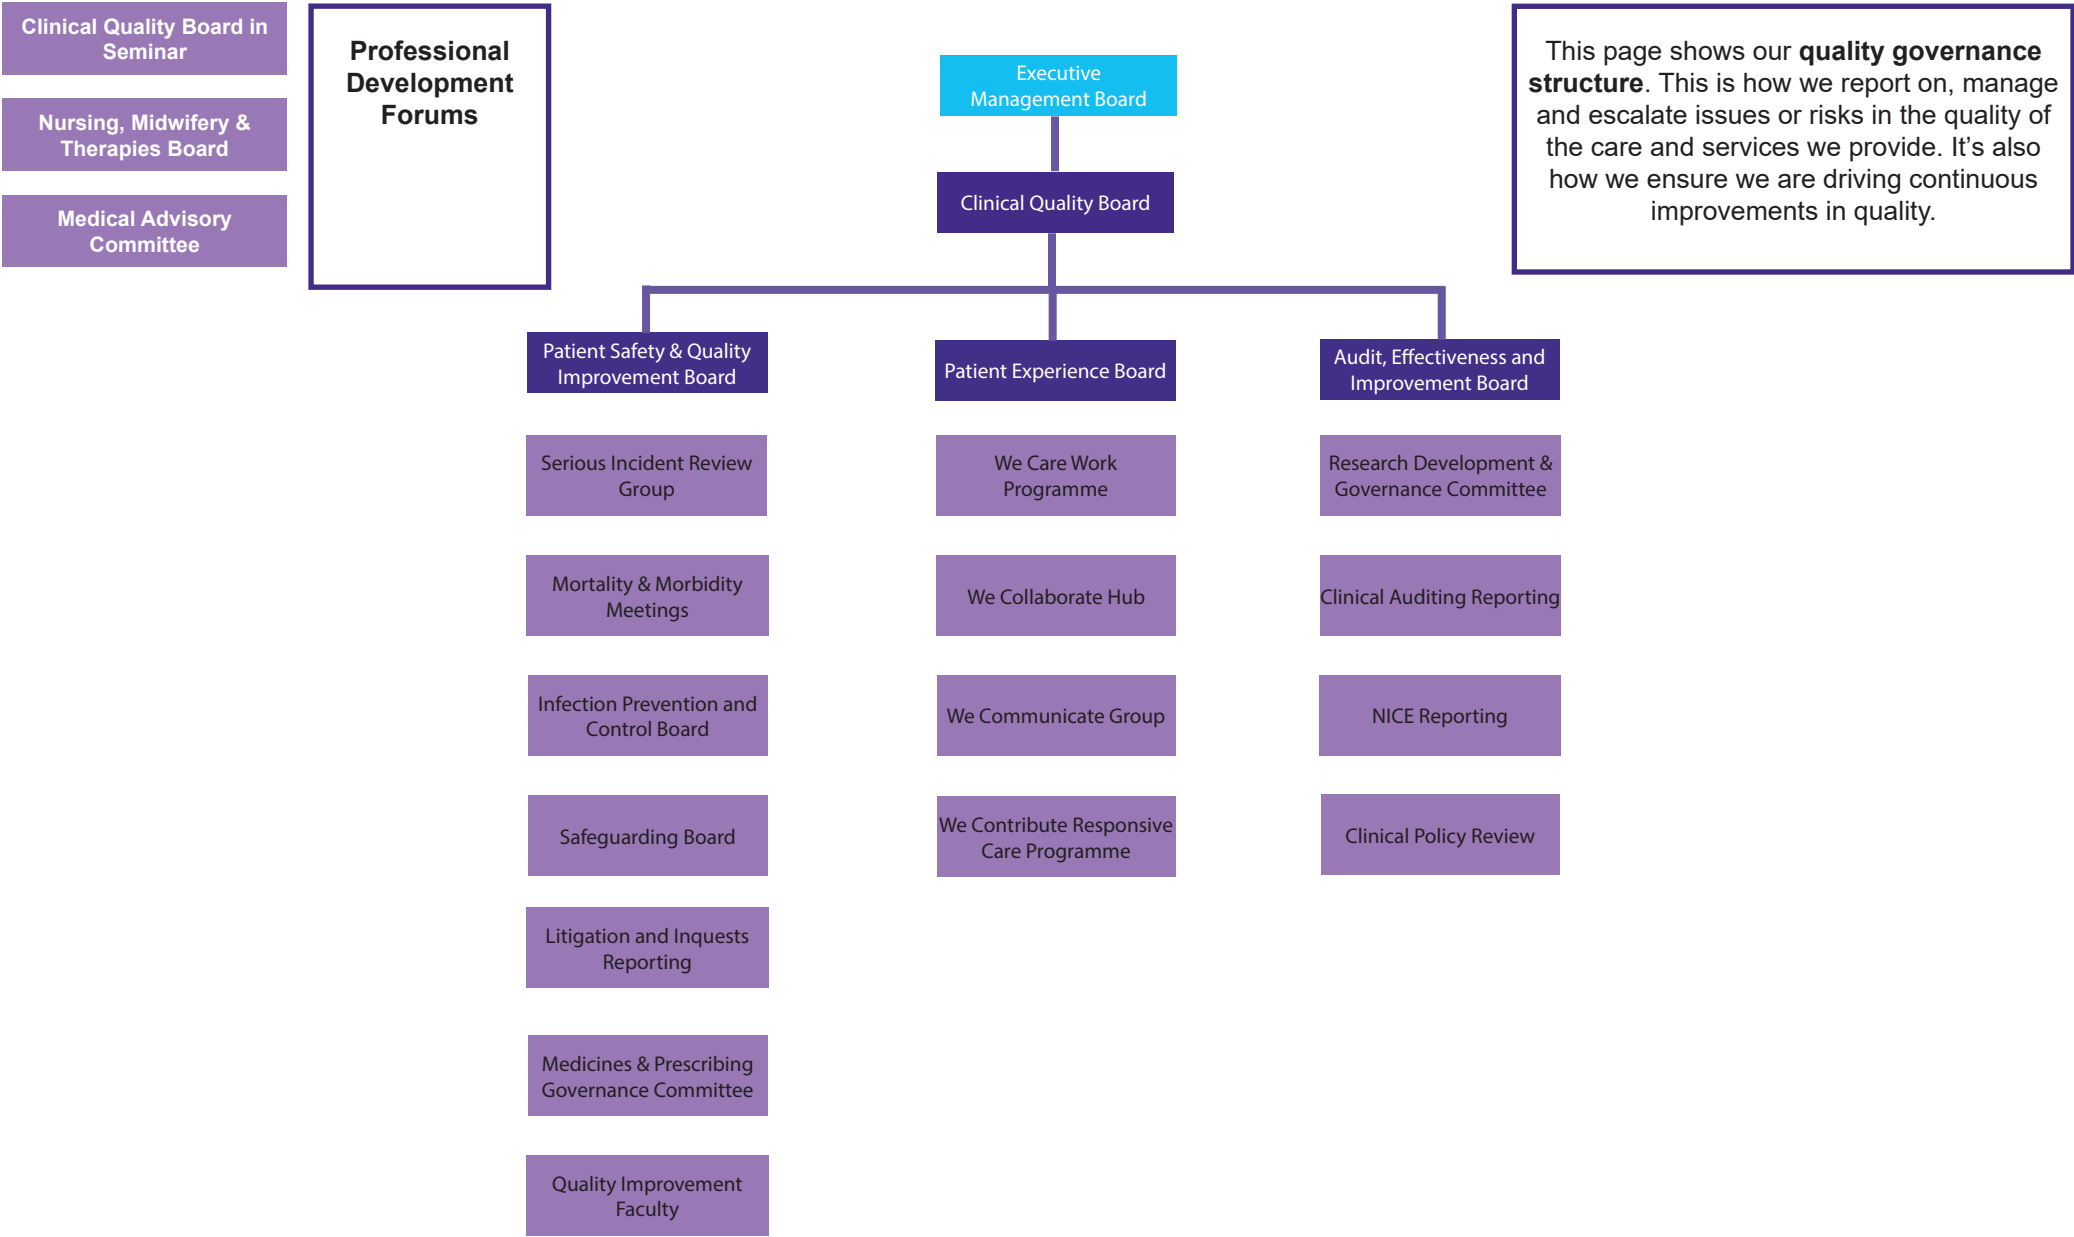 Clinical Quality Board in
Seminar
Nursing, Midwifery &
Therapies Board
Medical Advisory
Committee
Professional
Development
Forums
Executive
Management Board
Clinical Quality Board
This page shows our quality governance
structure. This is how we report on, manage
and escalate issues or risks in the quality of
the care and services we provide. It’s also
how we ensure we are driving continuous
improvements in quality.
Patient Safety & Quality
Improvement Board
Serious Incident Review
Group
Mortality & Morbidity
Meetings
Infection Prevention and
Control Board
Safeguarding Board
Litigation and Inquests
Reporting
Medicines & Prescribing
Governance Committee
Quality Improvement
Faculty
Patient Experience Board
We Care Work
Programme
We Collaborate Hub
We Communicate Group
We Contribute Responsive
Care Programme
Audit, Effectiveness and
Improvement Board
Research Development &
Governance Committee
Clinical Auditing Reporting
NICE Reporting
Clinical Policy Review